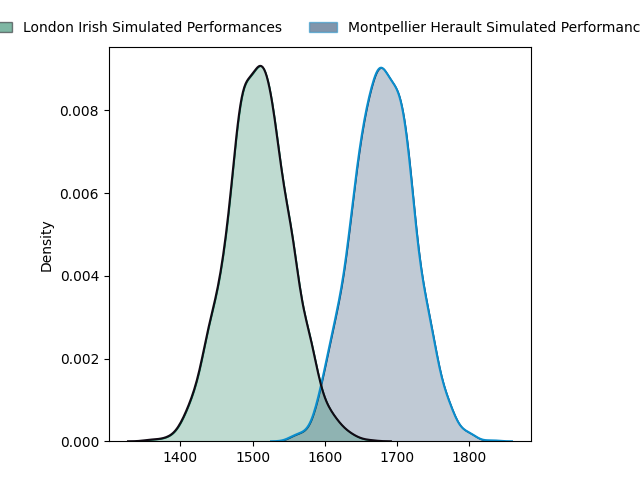 London Irish Simulated Performances Montpellier Herault Simulated Performanc
0.008
0.006
0.004
0.002
0.000
Density
1400 1500 1600 1700 1800